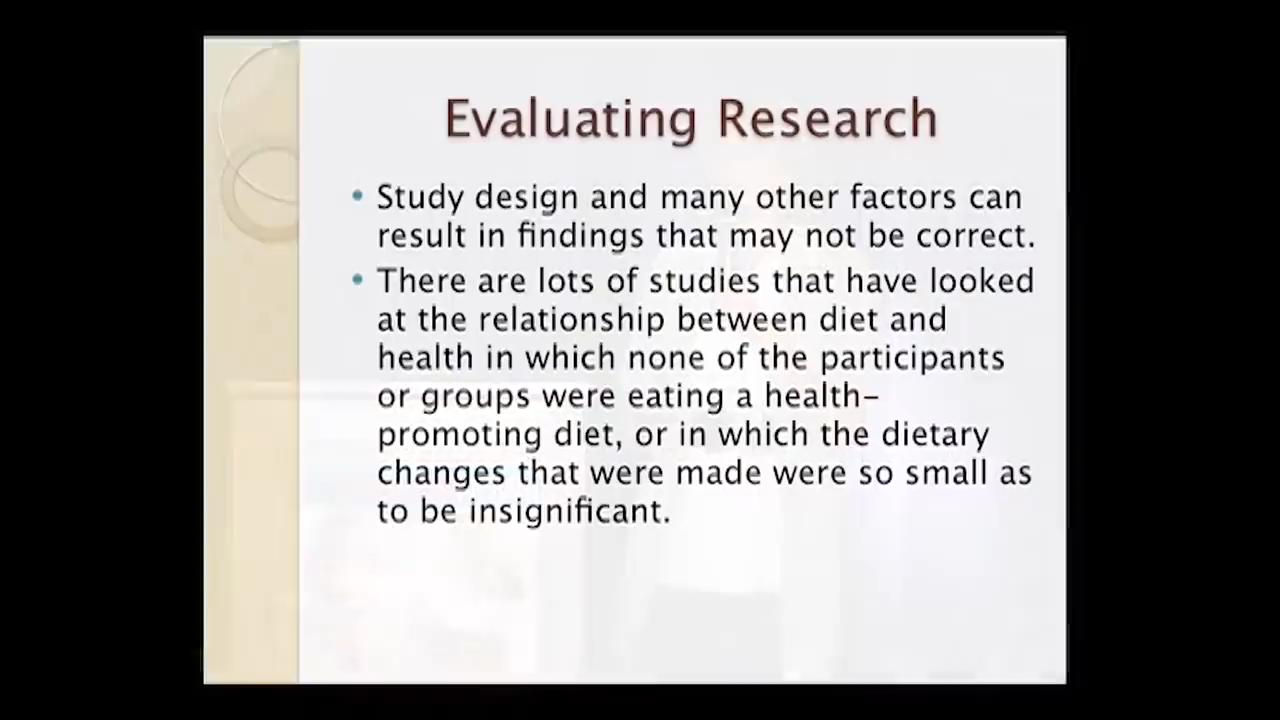 Evaluating Research
• Study design and many other factors can
result in findings that may not be correct.
• There are lots of studies that have looked
at the relationship between diet and
health in which none of the participants
or groups were eating a health-
promoting diet, or in which the dietary
changes that were made were so small as
to be insignificant.